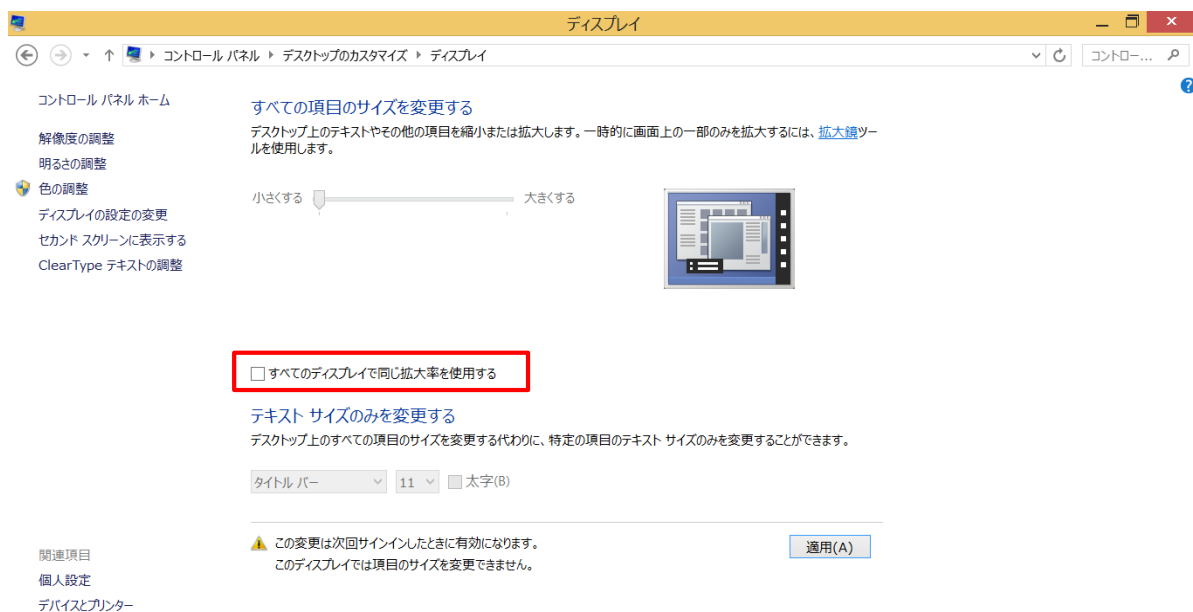 ディスプレイ
コントロール パネル ▸ デスクトップのカスタマイズ ▸ ディスプレイ
コントロー...
コントロール パネル ホーム
解像度の調整
明るさの調整
色の調整
ディスプレイの設定の変更
セカンド スクリーンに表示する
ClearType テキストの調整
すべての項目のサイズを変更する
デスクトップ上のテキストやその他の項目を縮小または拡大します。一時的に画面上の一部のみを拡大するには、拡大鏡ツー
ルを使用します。
小さくする 大きくする
すべてのディスプレイで同じ拡大率を使用する
テキスト サイズのみを変更する
デスクトップ上のすべての項目のサイズを変更する代わりに、特定の項目のテキスト サイズのみを変更することができます。
タイトル バー 11 太字(B)
この変更は次回サインインしたときに有効になります。
このディスプレイでは項目のサイズを変更できません。
適用(A)
関連項目
個人設定
デバイスとプリンター